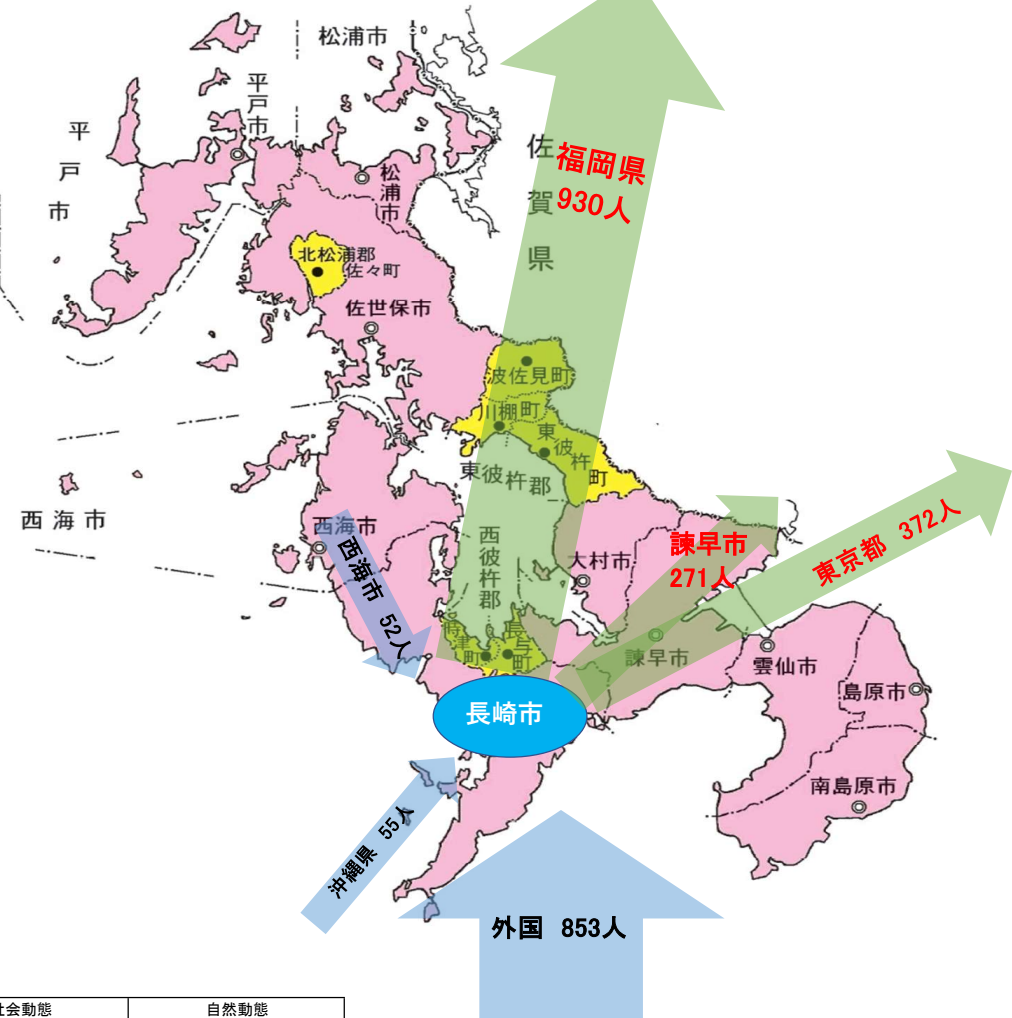 松浦市
平戸市
平戸市
松浦市
佐賀県
福岡県
930人
北松浦郡
佐々町
佐世保市
波佐見町
川棚町
東彼杵町
東彼杵郡
西海市
西海市
西海市 52人
西彼杵郡
大村市
諫早市
271人
東京都 372人
時津町
長与町
諫早市
雲仙市
長崎市
島原市
南島原市
沖縄県 55人
外国 853人
社会動態
自然動態